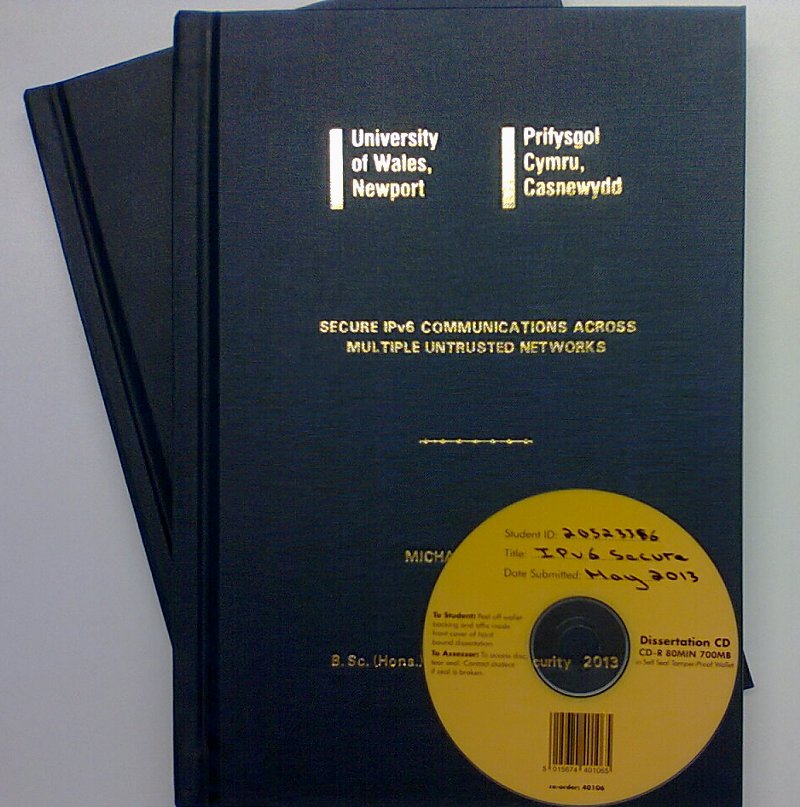 University
of Wales,
Newport
Prifysgol
Cymru,
Casnewydd
SECURE IPv6 COMMUNICATIONS ACROSS
MULTIPLE UNTRUSTED NETWORKS
MICHA
B.Sc. (Hons.) curity 2013
Student ID: 20523356
Title: IPv6 Secure
Date Submitted: May 2013
To Student: Peel off wallet
backing and affix inside
front cover of hard
bound dissertation
To Assessor: To access disc,
tear seal. Contact student
if seal is broken.
Dissertation CD
CD-R 80MIN 700MB
in Self Seal Tamper-Proof Wallet
5 015674 401065
re-order: 40106